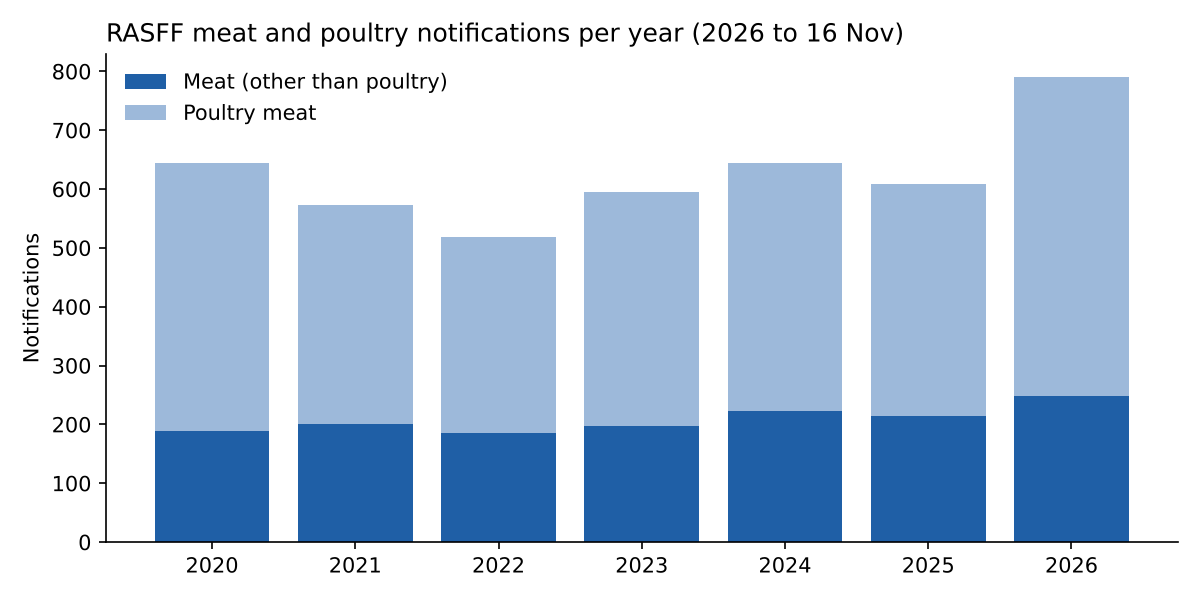 RASFF meat and poultry notifications per year (2026 to 16 Nov)
Meat (other than poultry)
Poultry meat
Notifications
800
700
600
500
400
300
200
100
0
2020 2021 2022 2023 2024 2025 2026